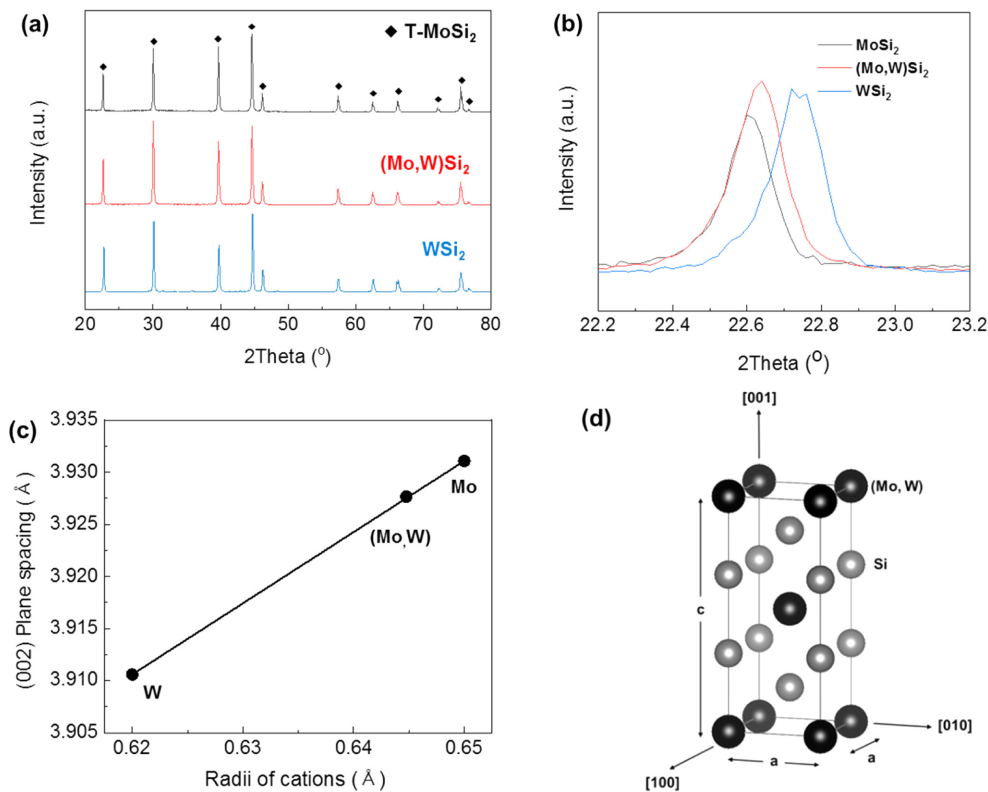 (a)
◆ T-MoSi₂
(Mo,W)Si₂
WSi₂
Intensity (a.u.)
20 30 40 50 60 70 80
2Theta (º)
(b)
MoSi₂
(Mo,W)Si₂
WSi₂
Intensity (a.u.)
22.2 22.4 22.6 22.8 23.0 23.2
2Theta (O)
(c)
3.935
3.930
3.925
3.920
3.915
3.910
3.905
(002) Plane spacing (Å)
Mo
(Mo,W)
W
0.62 0.63 0.64 0.65
Radii of cations (Å)
(d)
[001]
(Mo, W)
Si
c
[010]
a
a
[100]